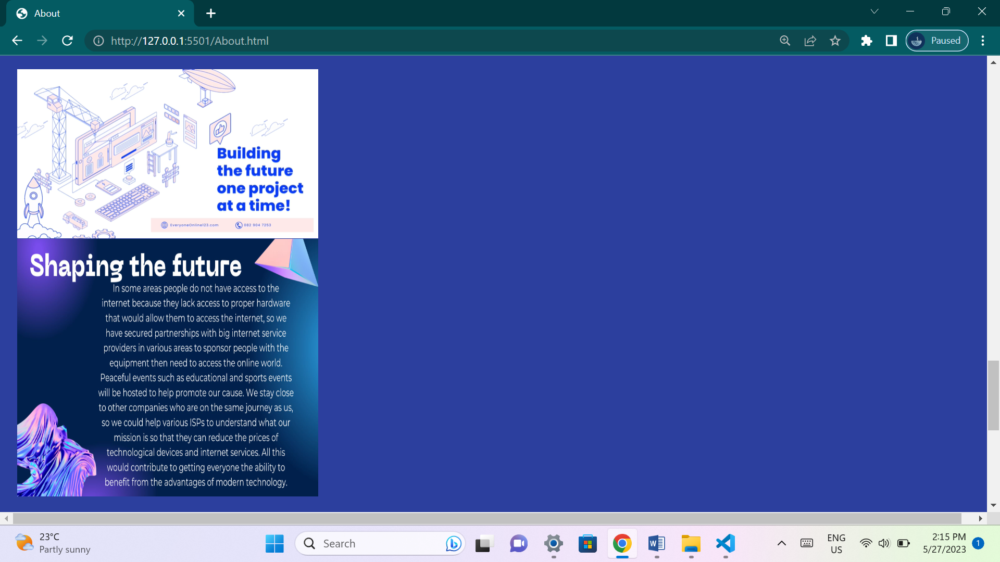 About
http://127.0.0.1:5501/About.html
Paused
Building
the future
one project
at a time!
EveryoneOnline123.com 082 904 7253
Shaping the future
In some areas people do not have access to the
internet because they lack access to proper hardware
that would allow them to access the internet, so we
have secured partnerships with big internet service
providers in various areas to sponsor people with the
equipment then need to access the online world.
Peaceful events such as educational and sports events
will be hosted to help promote our cause. We stay close
to other companies who are on the same journey as us,
so we could help various ISPs to understand what our
mission is so that they can reduce the prices of
technological devices and internet services. All this
would contribute to getting everyone the ability to
benefit from the advantages of modern technology.
23°C
Partly sunny
Search
W
ENG
US
2:15 PM
5/27/2023
1